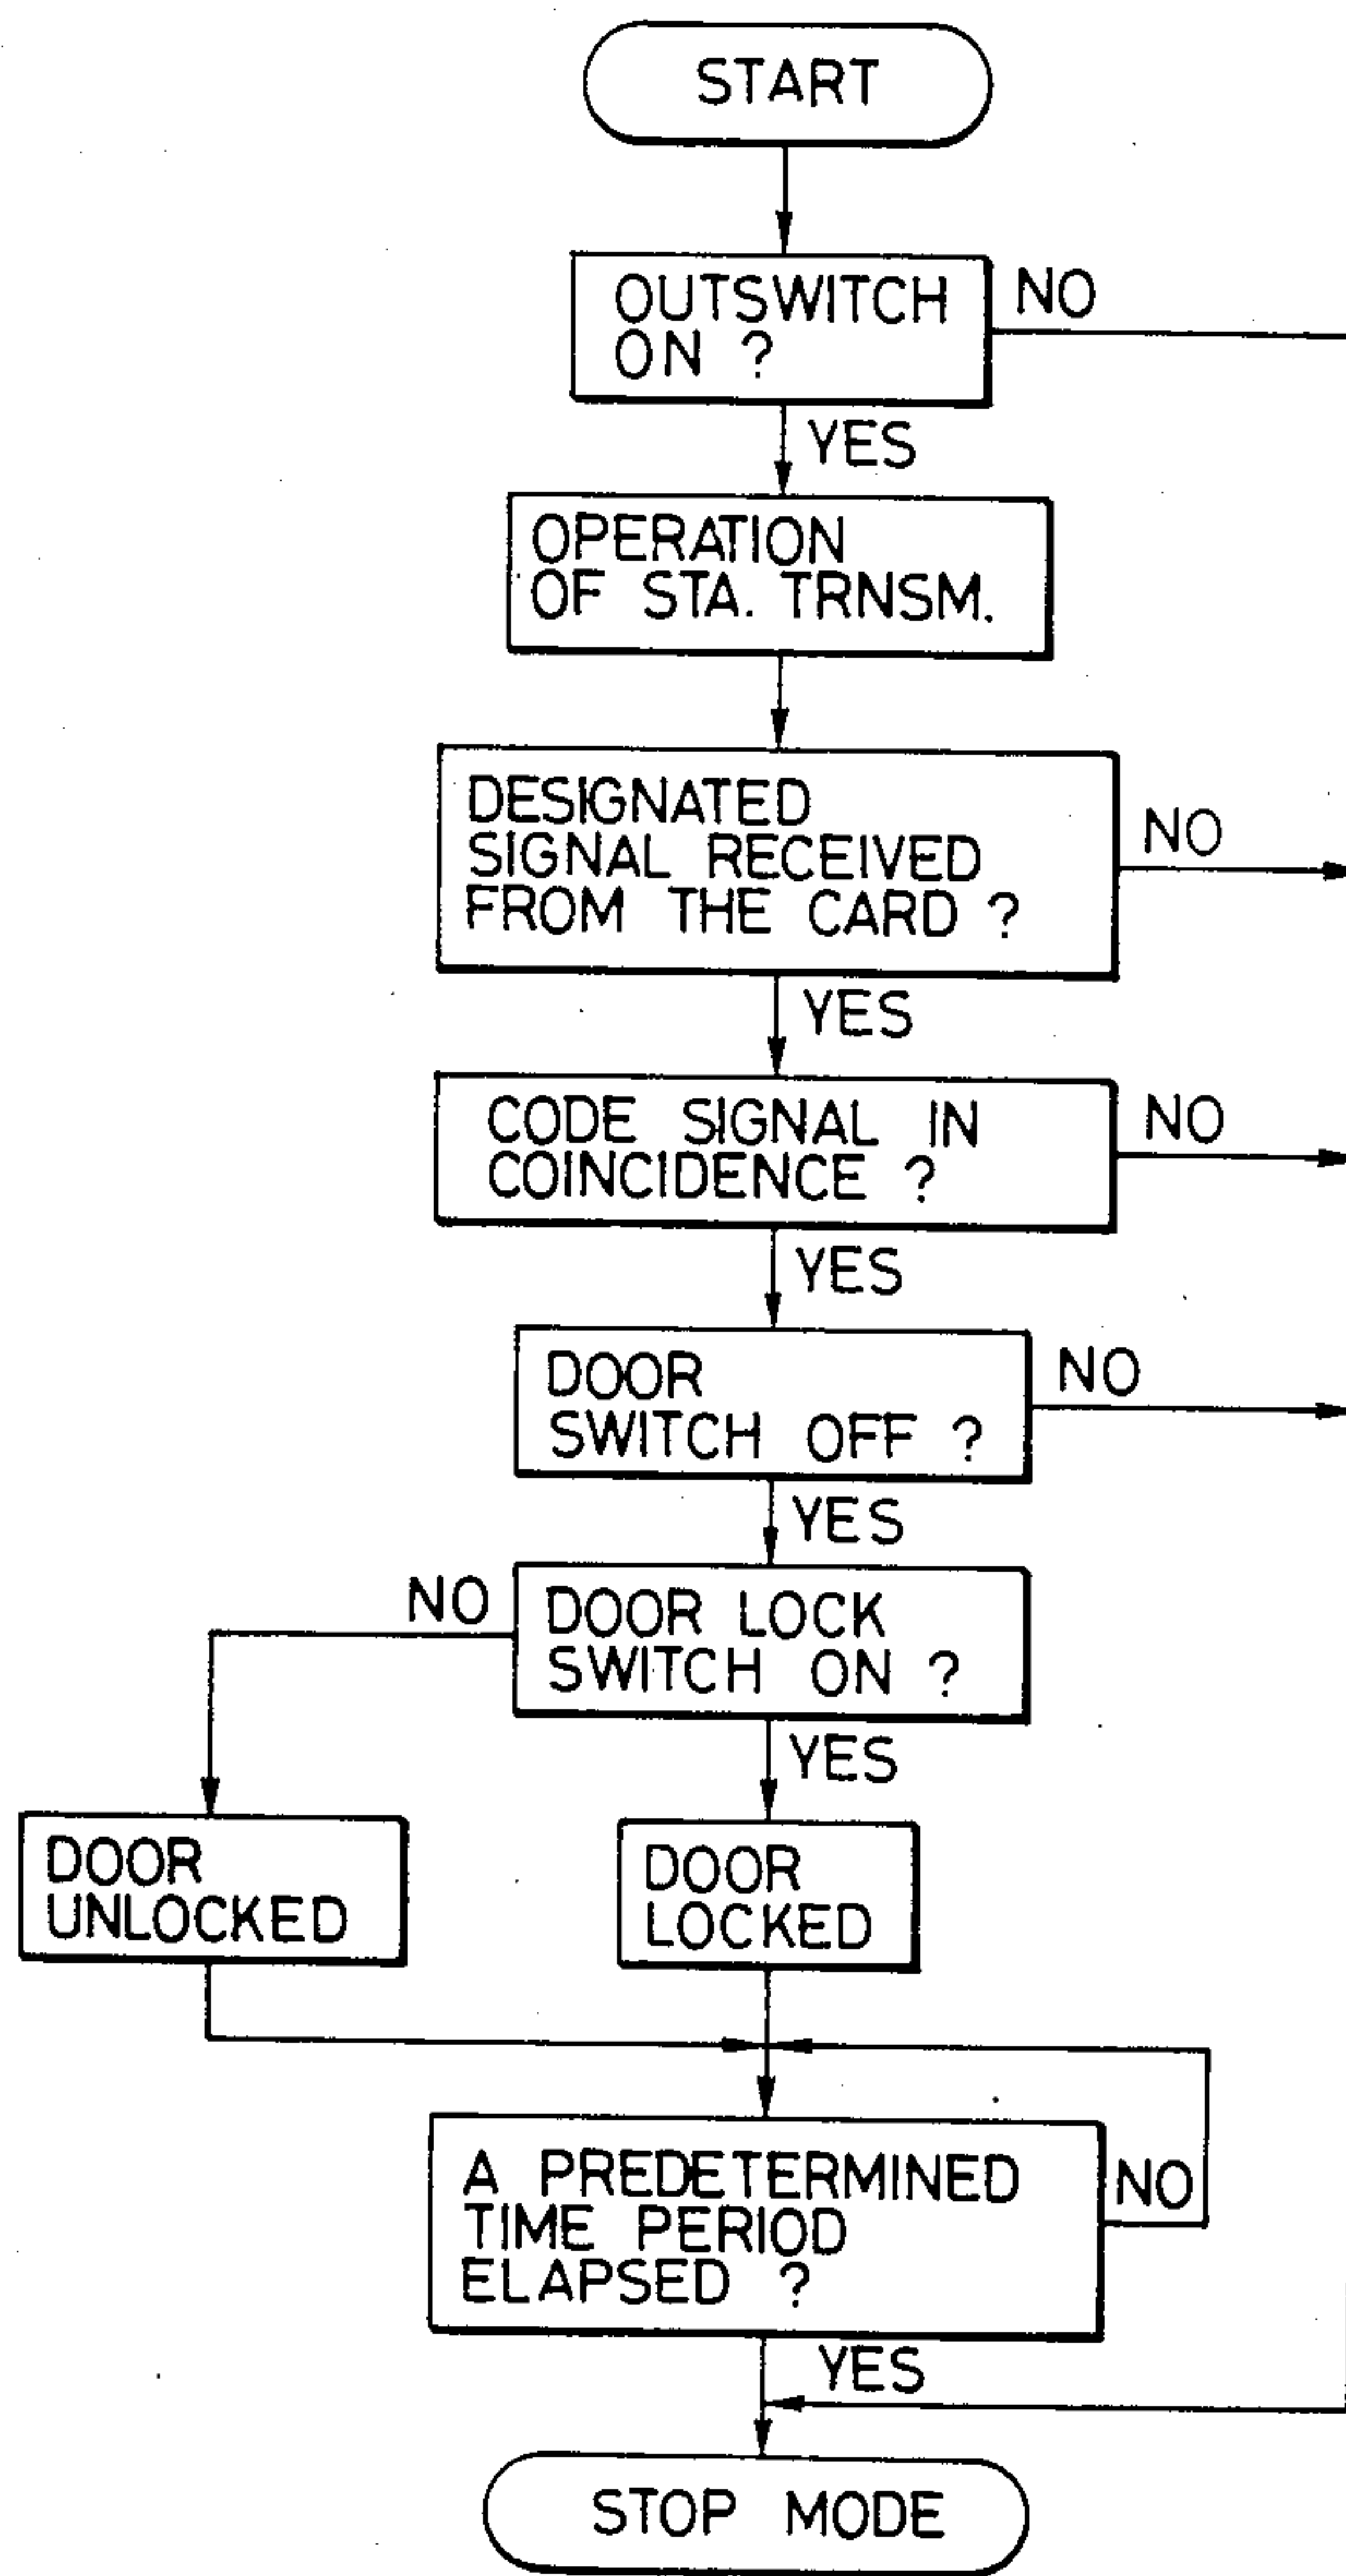 START
OUTSWITCH
ON ?
NO
YES
OPERATION
OF STA. TRNSM.
DESIGNATED
SIGNAL RECEIVED
FROM THE CARD ?
NO
YES
CODE SIGNAL IN
COINCIDENCE ?
NO
YES
DOOR
SWITCH OFF ?
NO
YES
DOOR LOCK
SWITCH ON ?
NO
YES
DOOR
UNLOCKED
DOOR
LOCKED
A PREDETERMINED
TIME PERIOD
ELAPSED ?
NO
YES
STOP MODE